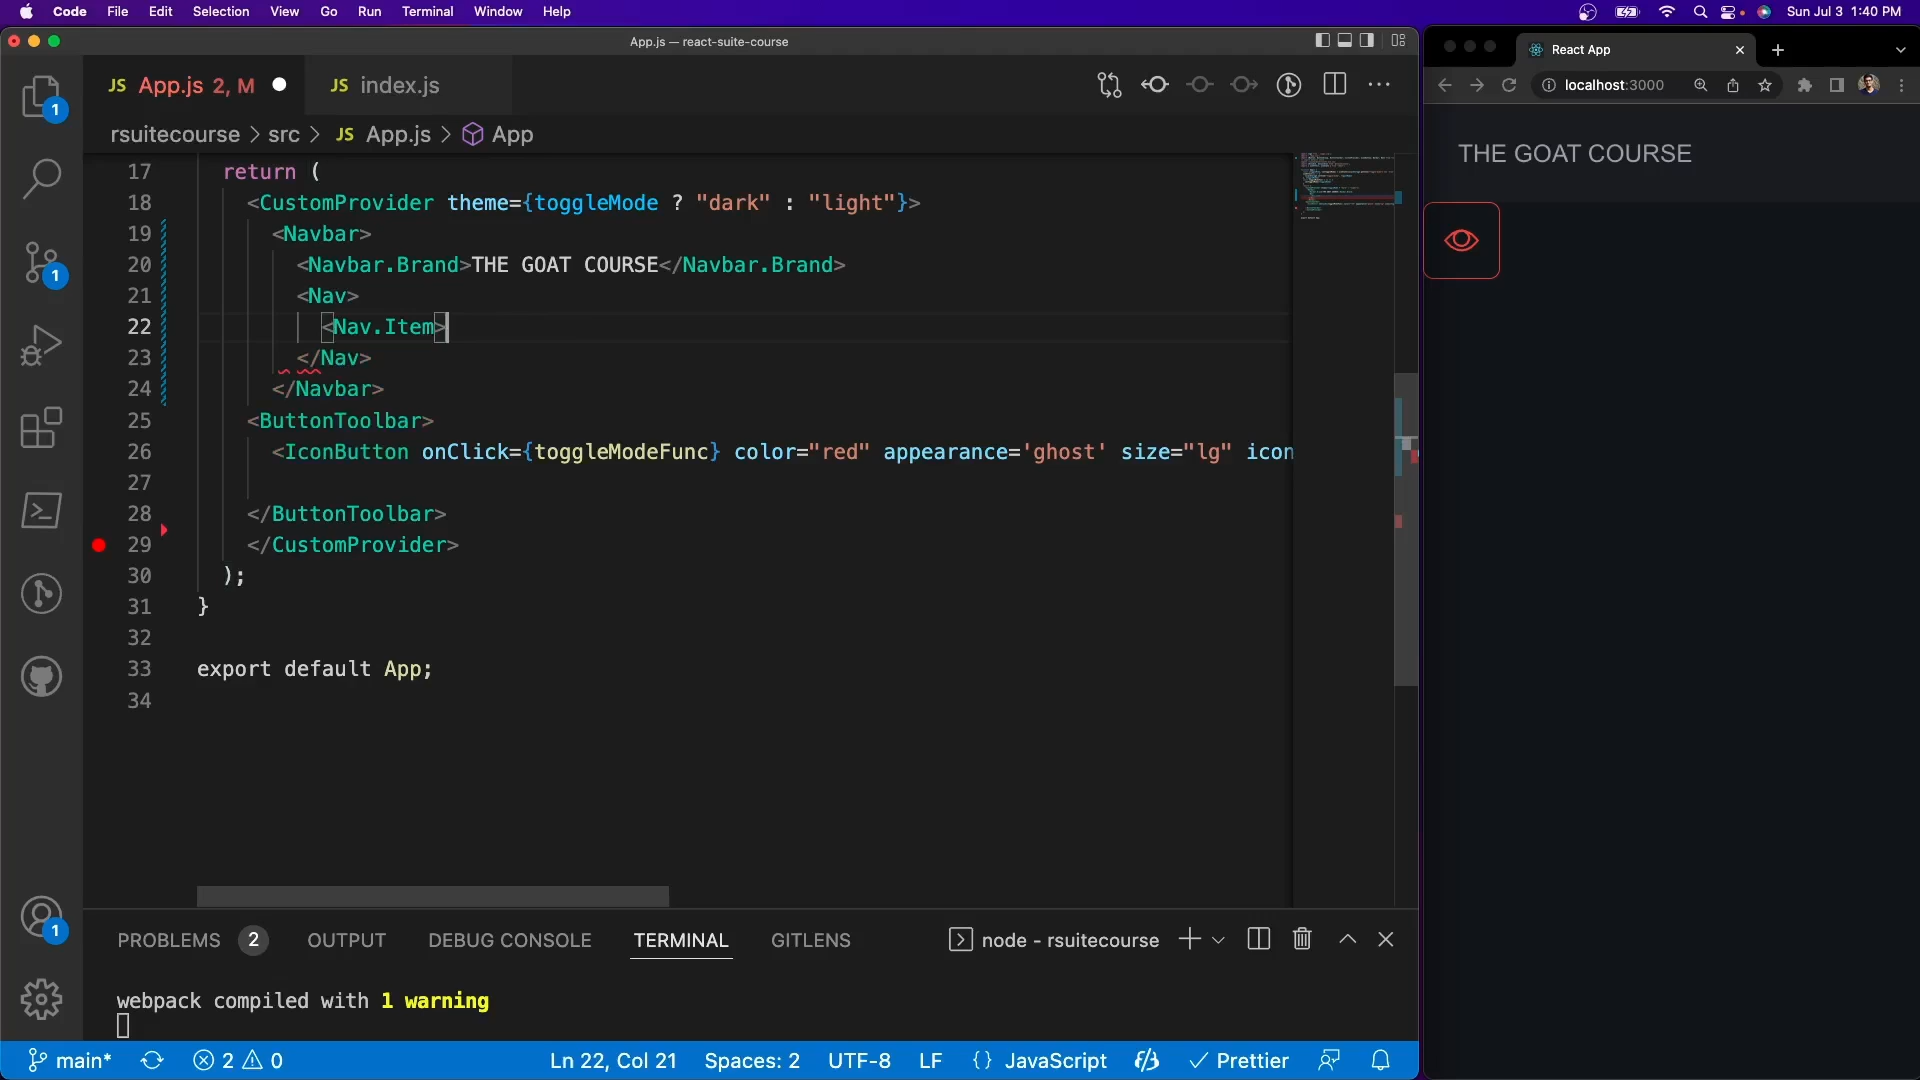 Code File Edit Selection View Go Run Terminal Window Help Sun Jul 3 1:40 PM
App.js — react-suite-course
React App
JS App.js 2, M
JS index.js
localhost:3000
rsuitecourse > src > JS App.js > App
THE GOAT COURSE
17 return (
18 <CustomProvider theme={toggleMode ? "dark" : "light"}>
19 <Navbar>
20 <Navbar.Brand>THE GOAT COURSE</Navbar.Brand>
21 <Nav>
22 <Nav.Item>
23 </Nav>
24 </Navbar>
25 <ButtonToolbar>
26 <IconButton onClick={toggleModeFunc} color="red" appearance='ghost' size="lg" icon
27
28 </ButtonToolbar>
29 </CustomProvider>
30 );
31 }
32
33 export default App;
34
1
1
1
PROBLEMS 2 OUTPUT DEBUG CONSOLE TERMINAL GITLENS node - rsuitecourse
webpack compiled with 1 warning
main* 2 0 Ln 22, Col 21 Spaces: 2 UTF-8 LF {} JavaScript Prettier